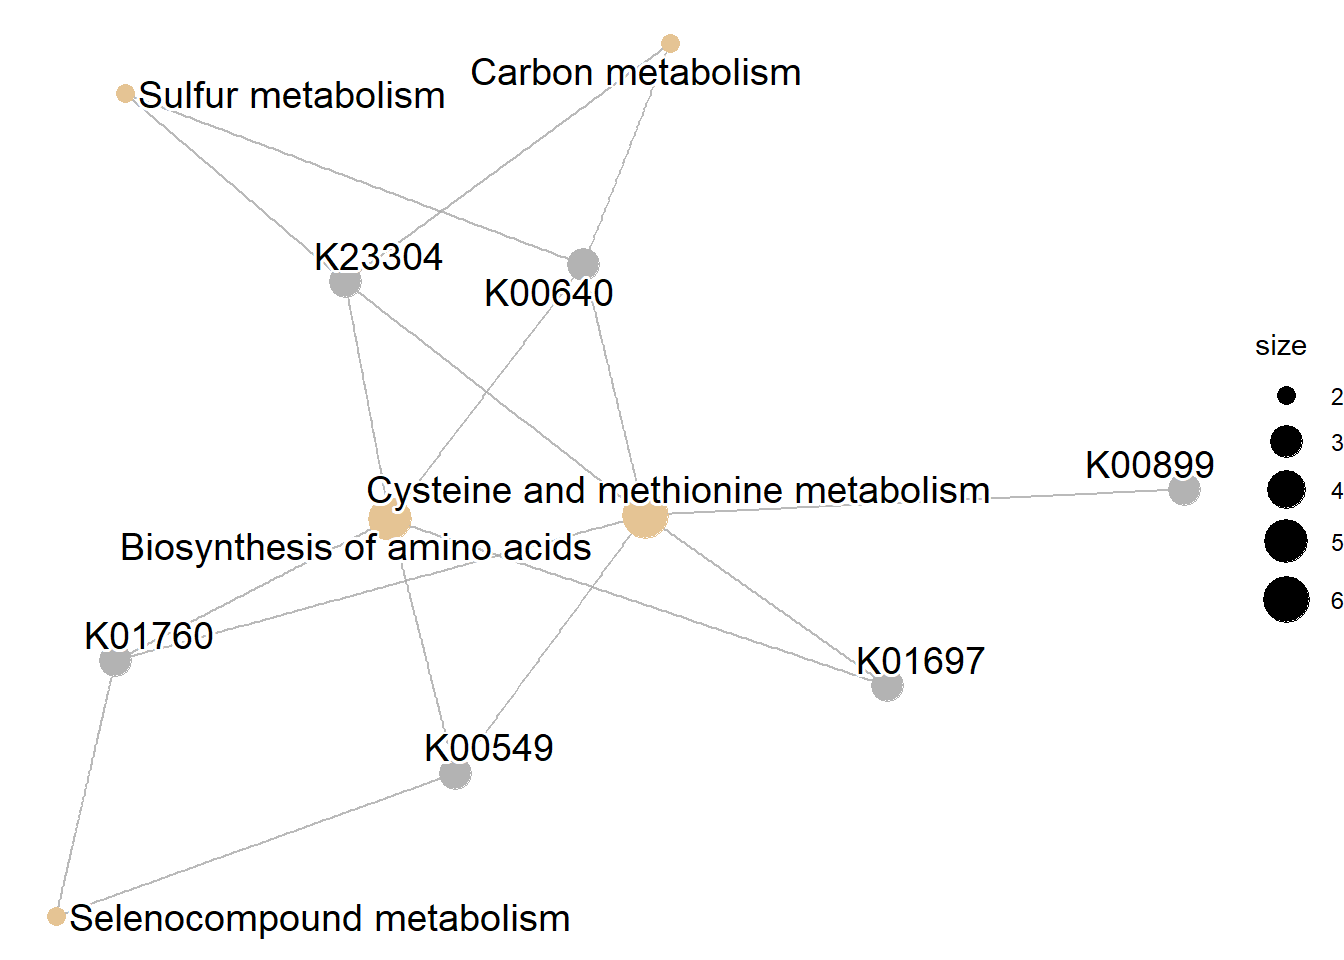 Carbon metabolism
Sulfur metabolism
K23304
K00640
size
2
3
K00899
4
Cysteine and methionine metabolism
5
Biosynthesis of amino acids
6
K01760
K01697
K00549
Selenocompound metabolism